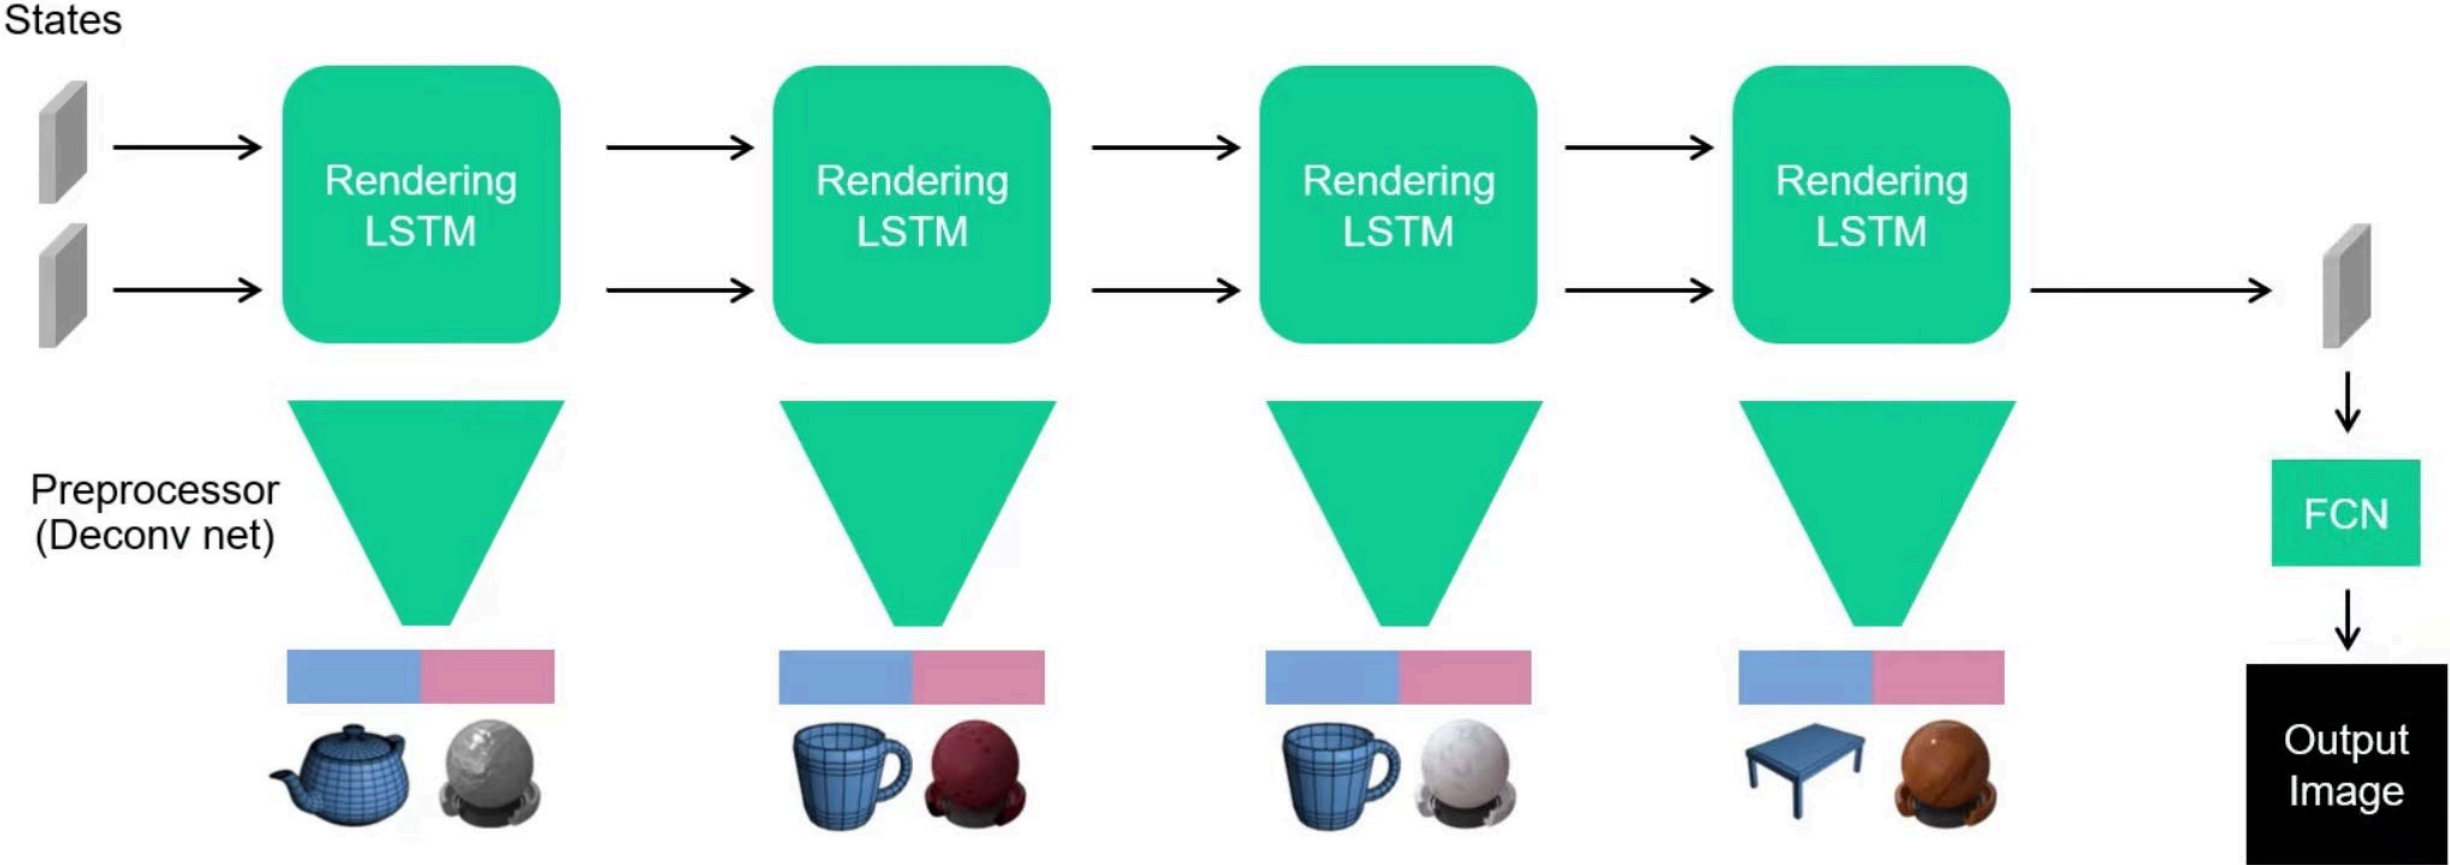 States
Rendering
LSTM
Rendering
LSTM
Rendering
LSTM
Rendering
LSTM
Preprocessor
(Deconv net)
FCN
Output
Image